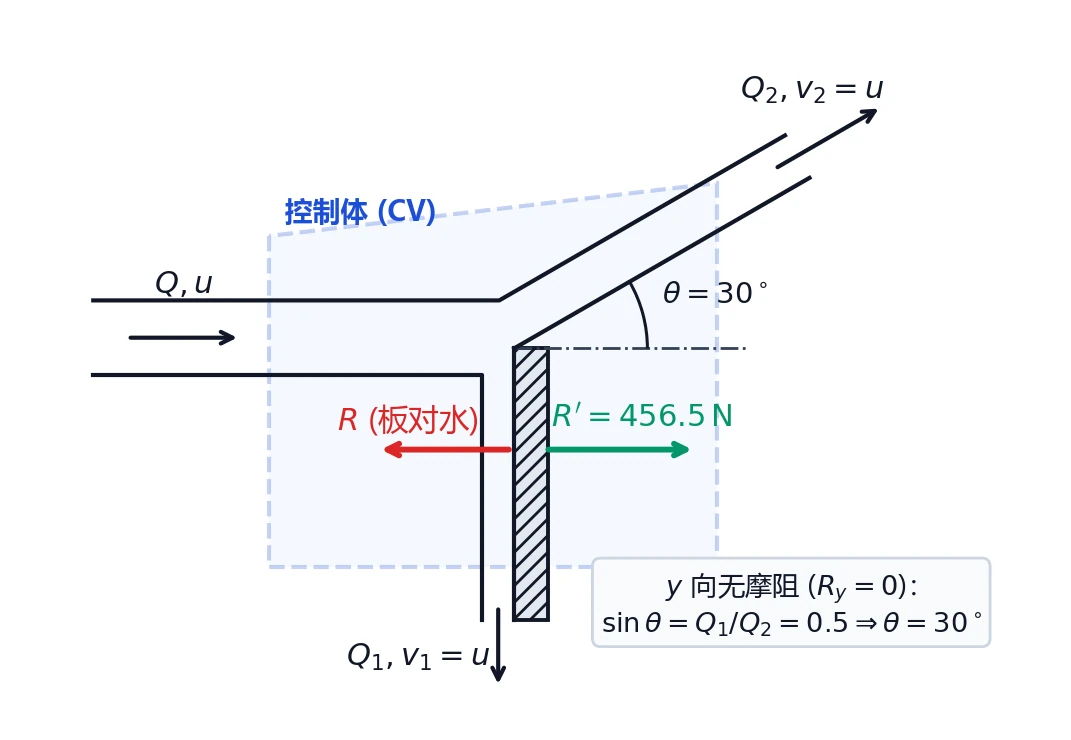 Q₂, v₂ = u
控制体 (CV)
Q, u
θ = 30°
R (板对水)
R′ = 456.5 N
y 向无摩阻 (R_y = 0)：
sin θ = Q₁/Q₂ = 0.5 ⇒ θ = 30°
Q₁, v₁ = u